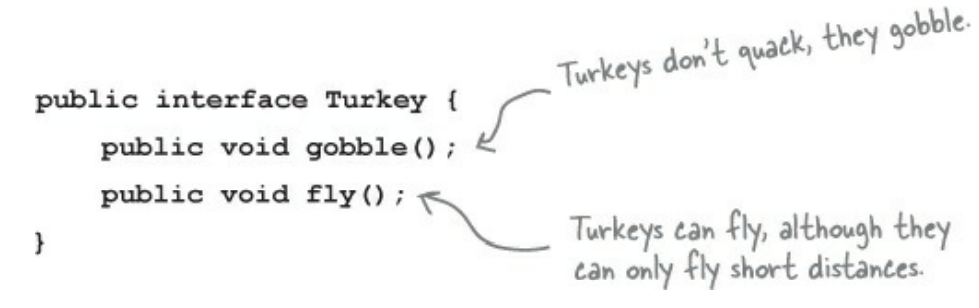 Turkeys don't quack, they gobble.
public interface Turkey {
public void gobble();
public void fly();
}
Turkeys can fly, although they
can only fly short distances.